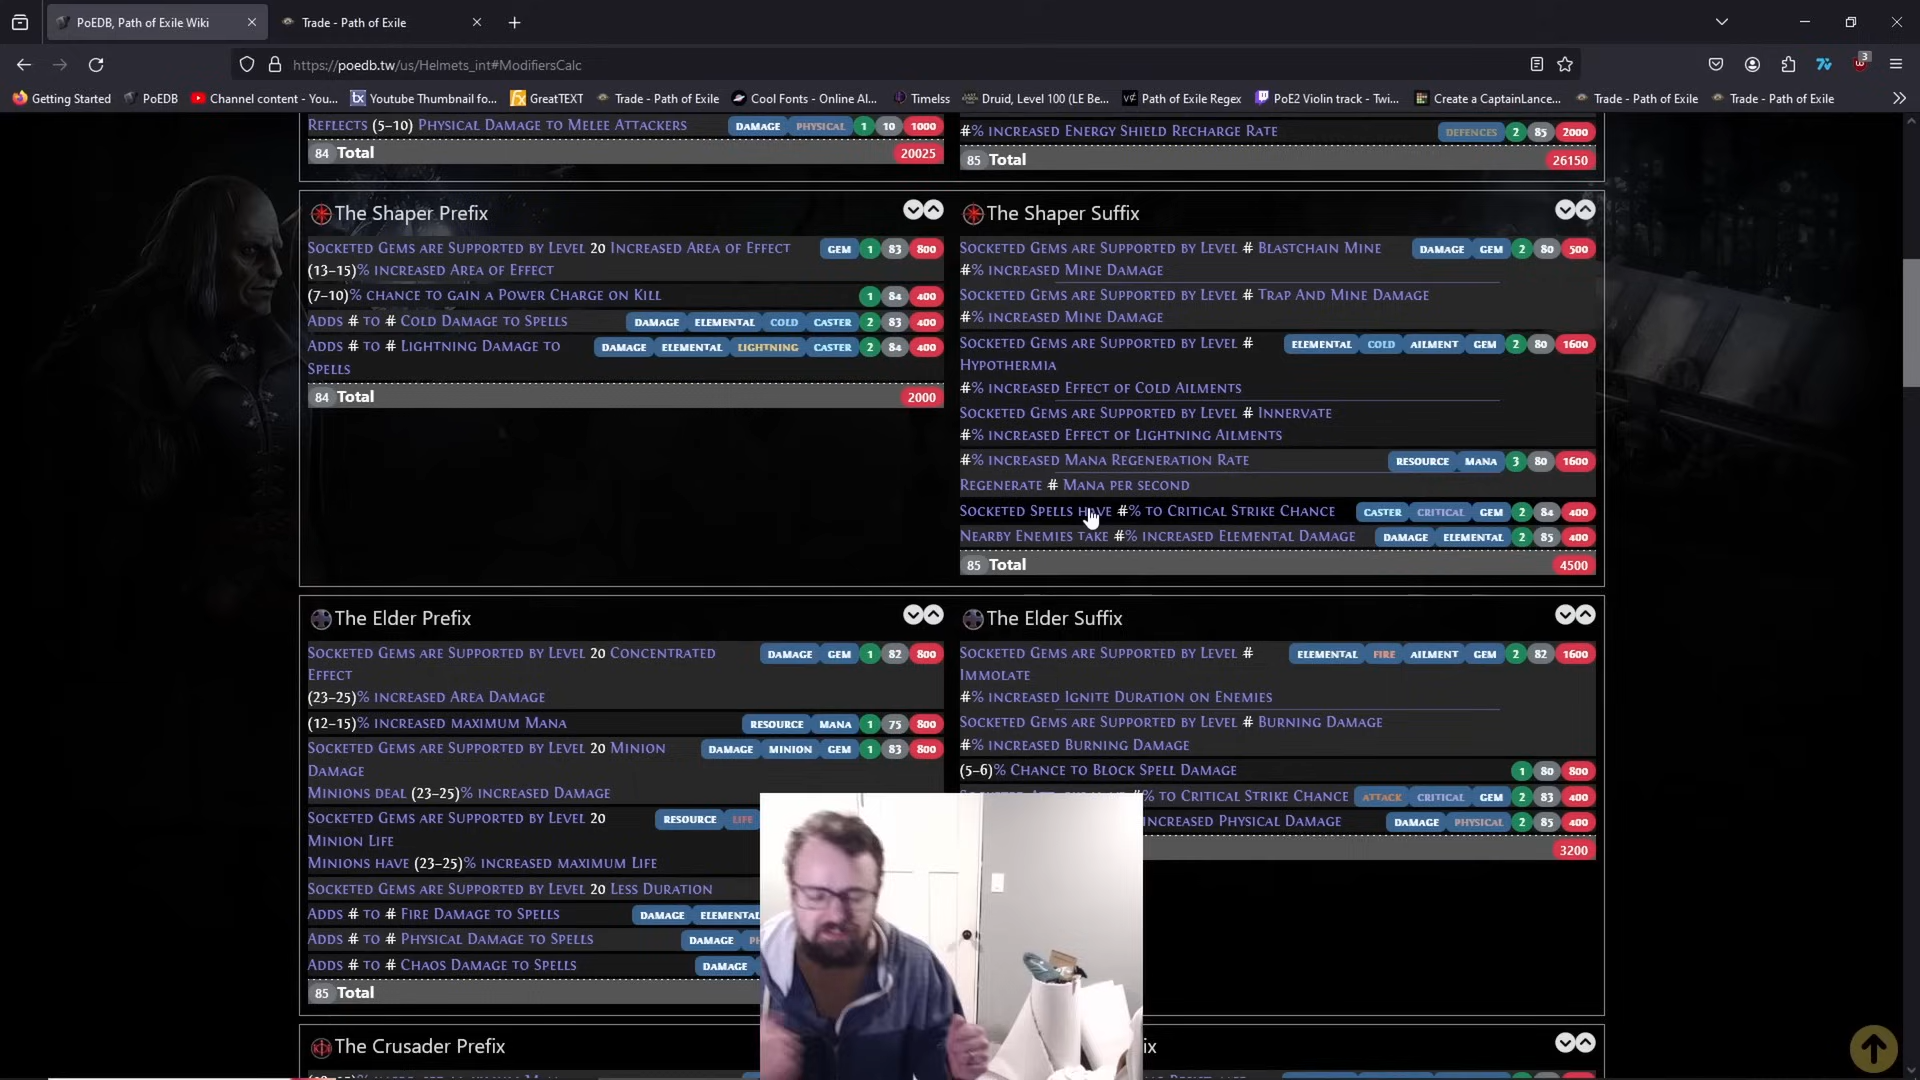 PoEDB, Path of Exile Wiki
Trade - Path of Exile
https://poedb.tw/us/Helmets_int#ModifiersCalc
3
Getting Started
PoEDB
Channel content - You...
Youtube Thumbnail fo...
GreatTEXT
Trade - Path of Exile
Cool Fonts - Online Al...
Timelss
Druid, Level 100 (LE Be...
Path of Exile Regex
PoE2 Violin track - Twi...
Create a CaptainLance...
Trade - Path of Exile
Trade - Path of Exile
Reflects (5–10) Physical Damage to Melee Attackers DAMAGE PHYSICAL 1 10 1000
84 Total 20025
#% increased Energy Shield Recharge Rate DEFENCES 2 85 2000
85 Total 26150
The Shaper Prefix
Socketed Gems are Supported by Level 20 Increased Area of Effect GEM 1 83 800
(13–15)% increased Area of Effect
(7–10)% chance to gain a Power Charge on Kill 1 84 400
Adds # to # Cold Damage to Spells DAMAGE ELEMENTAL COLD CASTER 2 83 400
Adds # to # Lightning Damage to DAMAGE ELEMENTAL LIGHTNING CASTER 2 84 400
Spells
84 Total 2000
The Shaper Suffix
Socketed Gems are Supported by Level # Blastchain Mine DAMAGE GEM 2 80 500
#% increased Mine Damage
Socketed Gems are Supported by Level # Trap And Mine Damage
#% increased Mine Damage
Socketed Gems are Supported by Level # ELEMENTAL COLD AILMENT GEM 2 80 1600
Hypothermia
#% increased Effect of Cold Ailments
Socketed Gems are Supported by Level # Innervate
#% increased Effect of Lightning Ailments
#% increased Mana Regeneration Rate RESOURCE MANA 3 80 1600
Regenerate # Mana per second
Socketed Spells have #% to Critical Strike Chance CASTER CRITICAL GEM 2 84 400
Nearby Enemies take #% increased Elemental Damage DAMAGE ELEMENTAL 2 85 400
85 Total 4500
The Elder Prefix
Socketed Gems are Supported by Level 20 Concentrated DAMAGE GEM 1 82 800
Effect
(23–25)% increased Area Damage
(12–15)% increased maximum Mana RESOURCE MANA 1 75 800
Socketed Gems are Supported by Level 20 Minion DAMAGE MINION GEM 1 83 800
Damage
Minions deal (23–25)% increased Damage
Socketed Gems are Supported by Level 20 RESOURCE LIFE
Minion Life
Minions have (23–25)% increased maximum Life
Socketed Gems are Supported by Level 20 Less Duration
Adds # to # Fire Damage to Spells DAMAGE ELEMENTAL
Adds # to # Physical Damage to Spells DAMAGE
Adds # to # Chaos Damage to Spells DAMAGE
85 Total
The Elder Suffix
Socketed Gems are Supported by Level # ELEMENTAL FIRE AILMENT GEM 2 82 1600
Immolate
#% increased Ignite Duration on Enemies
Socketed Gems are Supported by Level # Burning Damage
#% increased Burning Damage
(5–6)% Chance to Block Spell Damage 1 80 800
% to Critical Strike Chance ATTACK CRITICAL GEM 2 83 400
increased Physical Damage DAMAGE PHYSICAL 2 85 400
3200
The Crusader Prefix